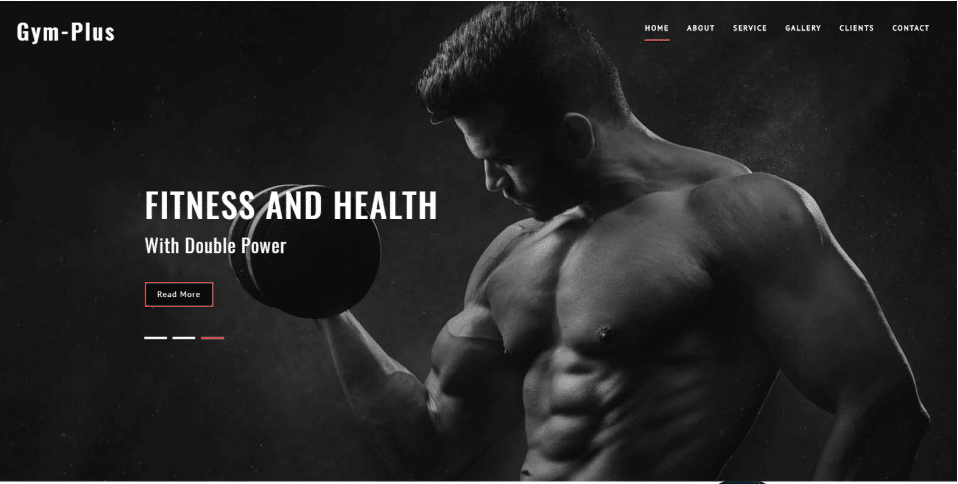 Gym-Plus
HOME ABOUT SERVICE GALLERY CLIENTS CONTACT
FITNESS AND HEALTH
With Double Power
Read More